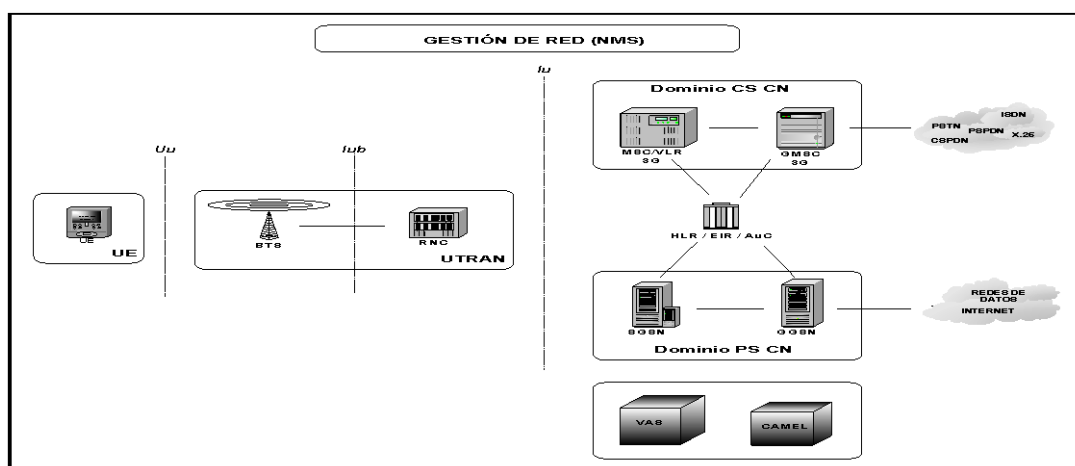 GESTIÓN DE RED (NMS)
Iu
Dominio CS CN
MSC/VLR
3G
GMSC
3G
ISDN
PSTN
PSPDN
X.25
CSPDN
Uu
Iub
HLR / EIR / AuC
UE
UE
BTS
RNC
UTRAN
REDES DE
DATOS
INTERNET
SGSN
GGSN
Dominio PS CN
VAS
CAMEL